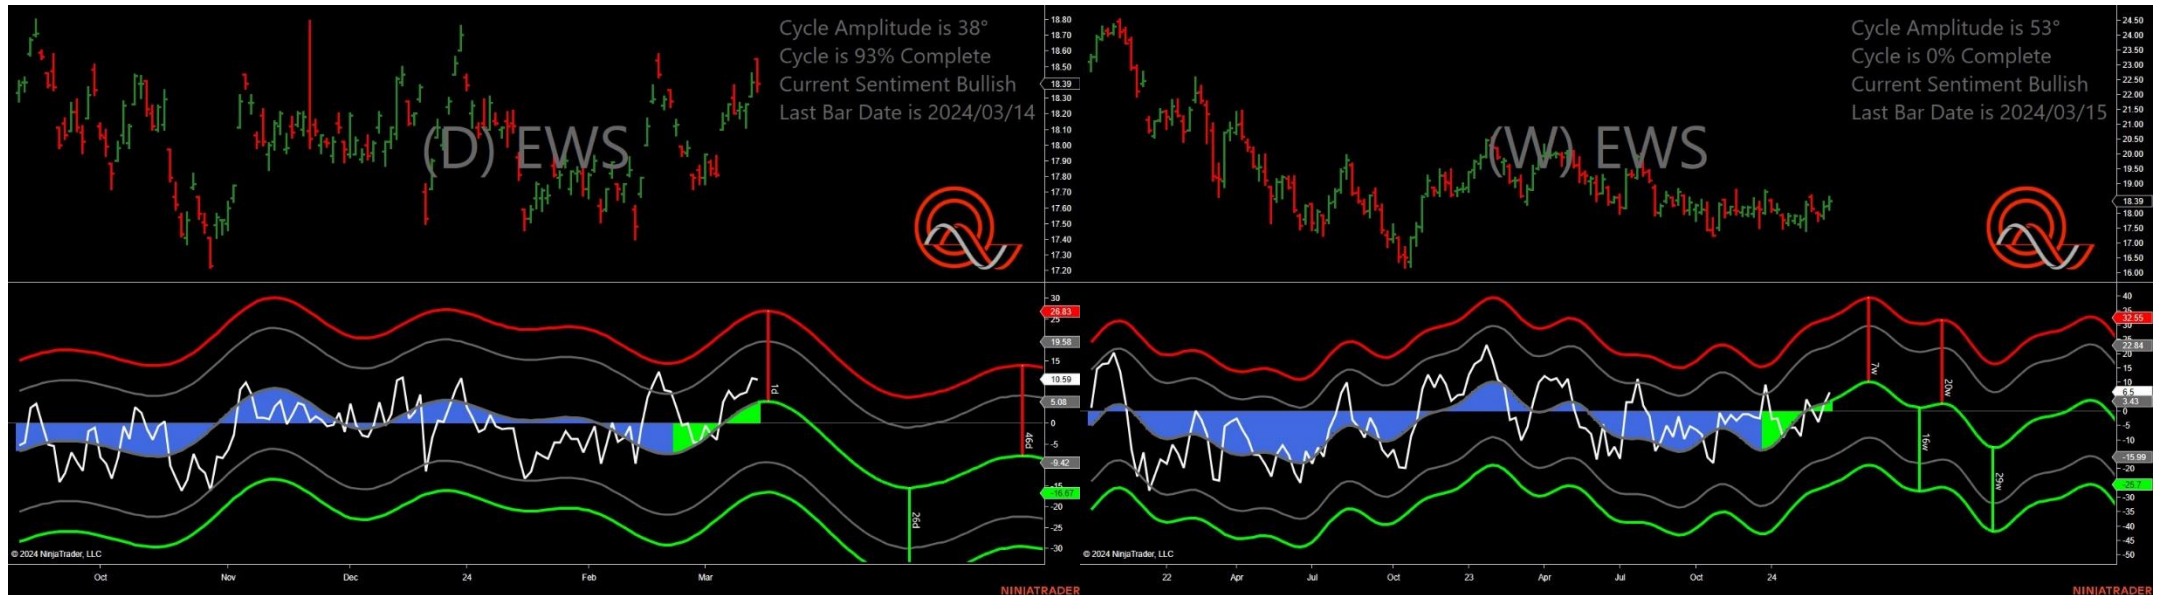 Cycle Amplitude is 38°
Cycle is 93% Complete
Current Sentiment Bullish
Last Bar Date is 2024/03/14
(D) EWS
18.80
18.70
18.60
18.50
18.39
18.30
18.20
18.10
18.00
17.90
17.80
17.70
17.60
17.50
17.40
17.30
17.20
30
26.83
25
19.58
15
10.59
5.08
0
-5
-9.42
-15
-16.67
-20
-25
-30
1d
26d
46d
© 2024 NinjaTrader, LLC
Oct
Nov
Dec
24
Feb
Mar
NINJATRADER
Cycle Amplitude is 53°
Cycle is 0% Complete
Current Sentiment Bullish
Last Bar Date is 2024/03/15
(W) EWS
24.50
24.00
23.50
23.00
22.50
22.00
21.50
21.00
20.50
20.00
19.50
19.00
18.39
18.00
17.50
17.00
16.50
16.00
40
35
32.55
30
22.84
20
15
10
6.5
3.43
0
-5
-10
-15.99
-20
-25.7
-30
-35
-40
-45
-50
7w
20w
16w
29w
© 2024 NinjaTrader, LLC
22
Apr
Jul
Oct
23
Apr
Jul
Oct
24
NINJATRADER